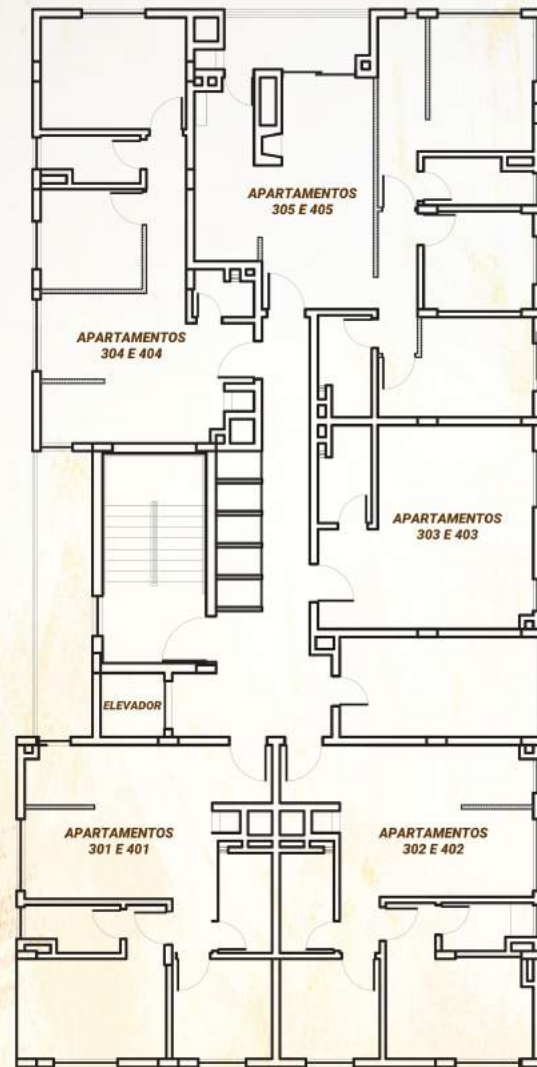 APARTAMENTOS
305 E 405
APARTAMENTOS
304 E 404
APARTAMENTOS
303 E 403
ELEVADOR
APARTAMENTOS
301 E 401
APARTAMENTOS
302 E 402